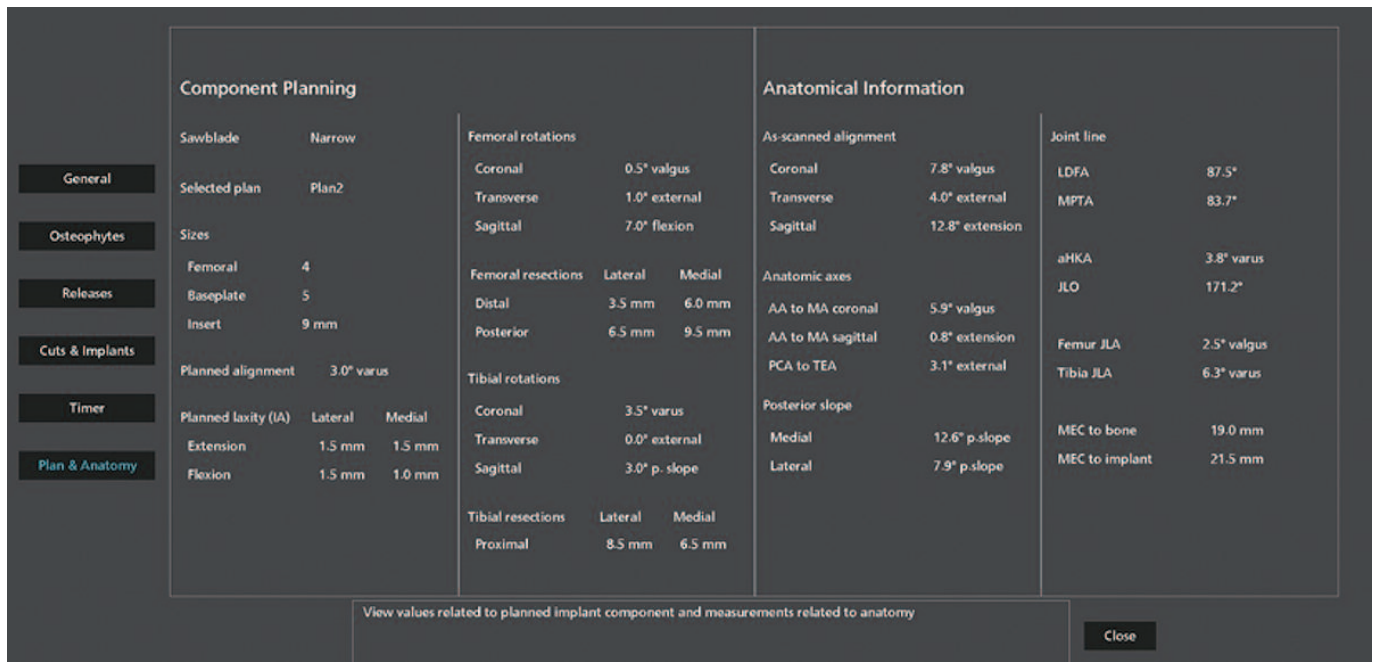 Component Planning
Anatomical Information
General
Osteophytes
Releases
Cuts & Implants
Timer
Plan & Anatomy
Sawblade Narrow
Selected plan Plan2
Sizes
Femoral 4
Baseplate 5
Insert 9 mm
Planned alignment 3.0° varus
Planned laxity (IA) Lateral Medial
Extension 1.5 mm 1.5 mm
Flexion 1.5 mm 1.0 mm
Femoral rotations
Coronal 0.5° valgus
Transverse 1.0° external
Sagittal 7.0° flexion
Femoral resections Lateral Medial
Distal 3.5 mm 6.0 mm
Posterior 6.5 mm 9.5 mm
Tibial rotations
Coronal 3.5° varus
Transverse 0.0° external
Sagittal 3.0° p. slope
Tibial resections Lateral Medial
Proximal 8.5 mm 6.5 mm
As-scanned alignment
Coronal 7.8° valgus
Transverse 4.0° external
Sagittal 12.8° extension
Anatomic axes
AA to MA coronal 5.9° valgus
AA to MA sagittal 0.8° extension
PCA to TEA 3.1° external
Posterior slope
Medial 12.6° p.slope
Lateral 7.9° p.slope
Joint line
LDFA 87.5°
MPTA 83.7°
aHKA 3.8° varus
JLO 171.2°
Femur JLA 2.5° valgus
Tibia JLA 6.3° varus
MEC to bone 19.0 mm
MEC to implant 21.5 mm
View values related to planned implant component and measurements related to anatomy
Close